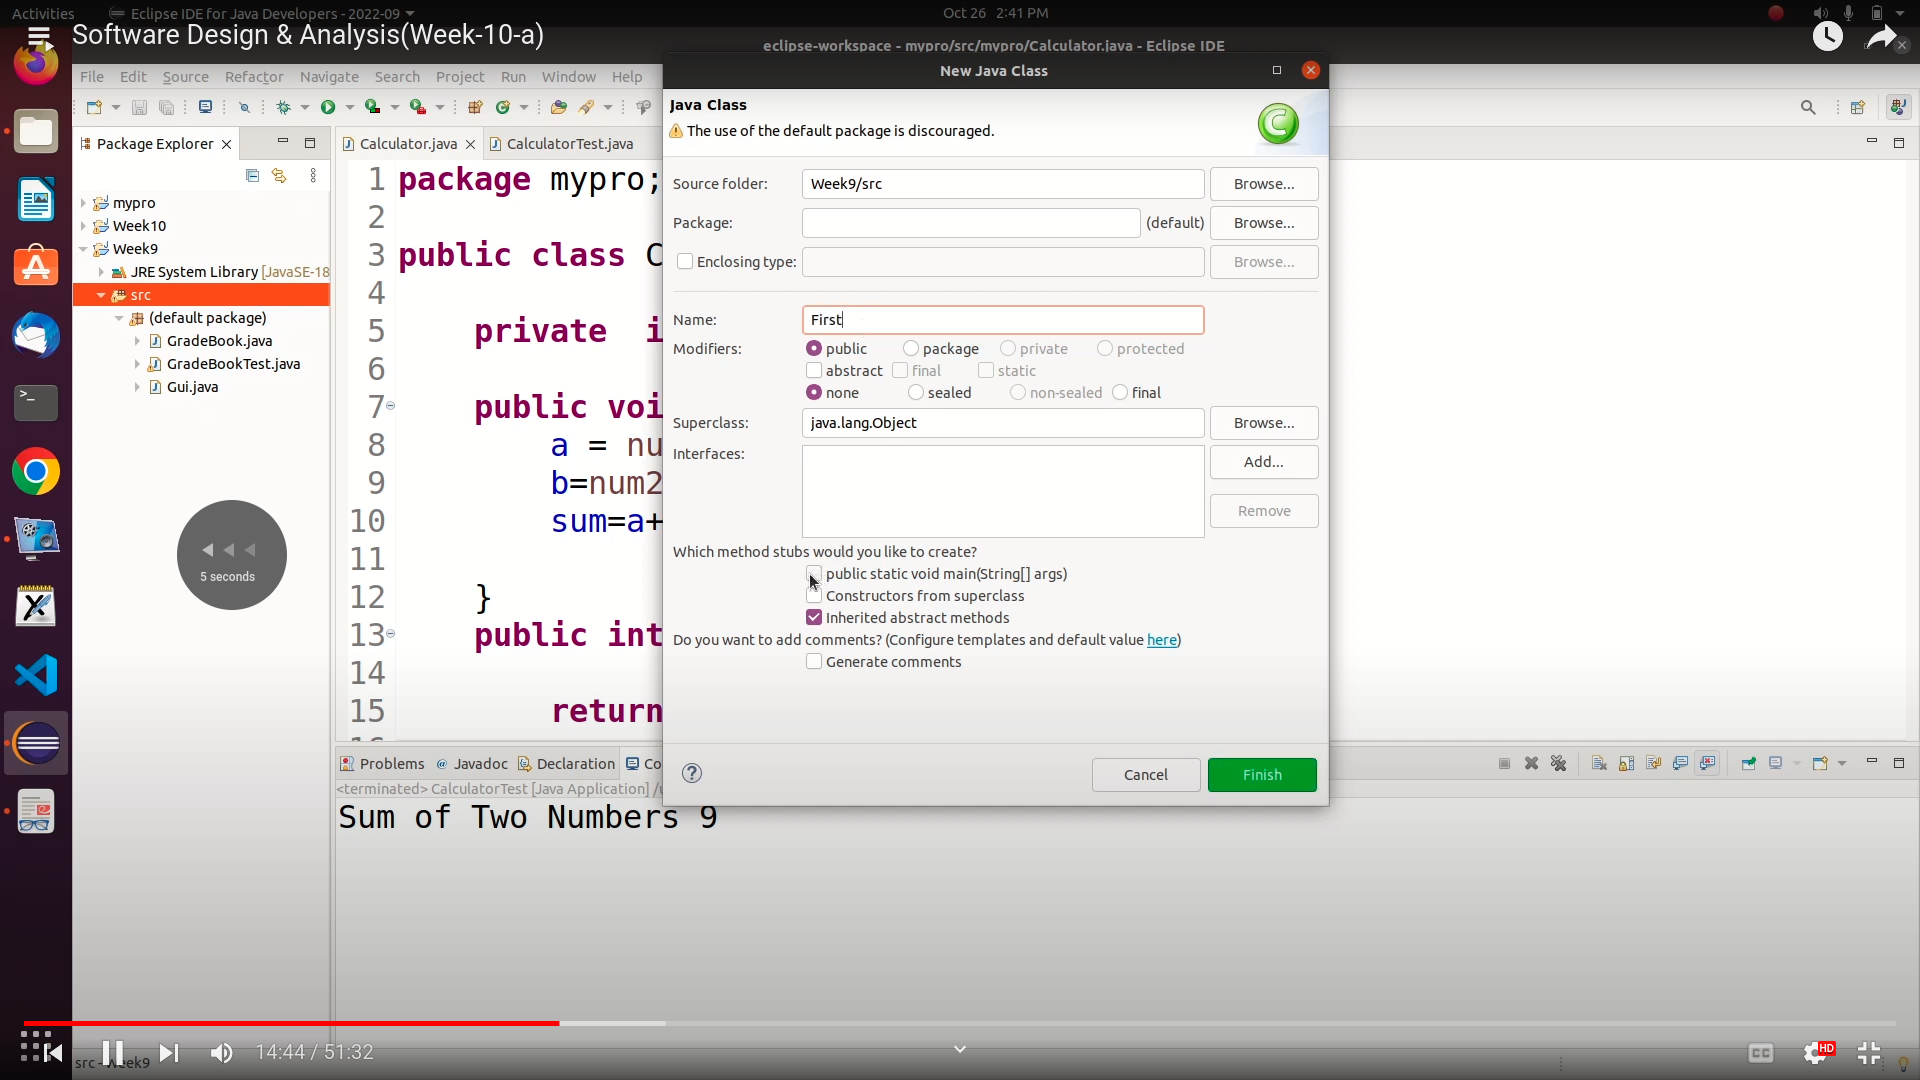 Activities
Eclipse IDE for Java Developers - 2022-09
Oct 26 2:41 PM
Software Design & Analysis(Week-10-a)
eclipse-workspace - mypro/src/mypro/Calculator.java - Eclipse IDE
File Edit Source Refactor Navigate Search Project Run Window Help
Package Explorer
mypro
Week10
Week9
JRE System Library [JavaSE-18
src
(default package)
GradeBook.java
GradeBookTest.java
Gui.java
5 seconds
Calculator.java
CalculatorTest.java
1 package mypro;
2
3 public class C
4
5 private i
6
7 public voi
8 a = nu
9 b=num2
10 sum=a+
11
12 }
13 public int
14
15 return
New Java Class
Java Class
The use of the default package is discouraged.
Source folder: Week9/src Browse...
Package: (default) Browse...
Enclosing type: Browse...
Name: First
Modifiers: public package private protected
abstract final static
none sealed non-sealed final
Superclass: java.lang.Object Browse...
Interfaces: Add...
Remove
Which method stubs would you like to create?
public static void main(String[] args)
Constructors from superclass
Inherited abstract methods
Do you want to add comments? (Configure templates and default value here)
Generate comments
Cancel Finish
Problems Javadoc Declaration Co
<terminated> CalculatorTest [Java Application] /u
Sum of Two Numbers 9
14:44 / 51:32
CC
HD
src - Week9